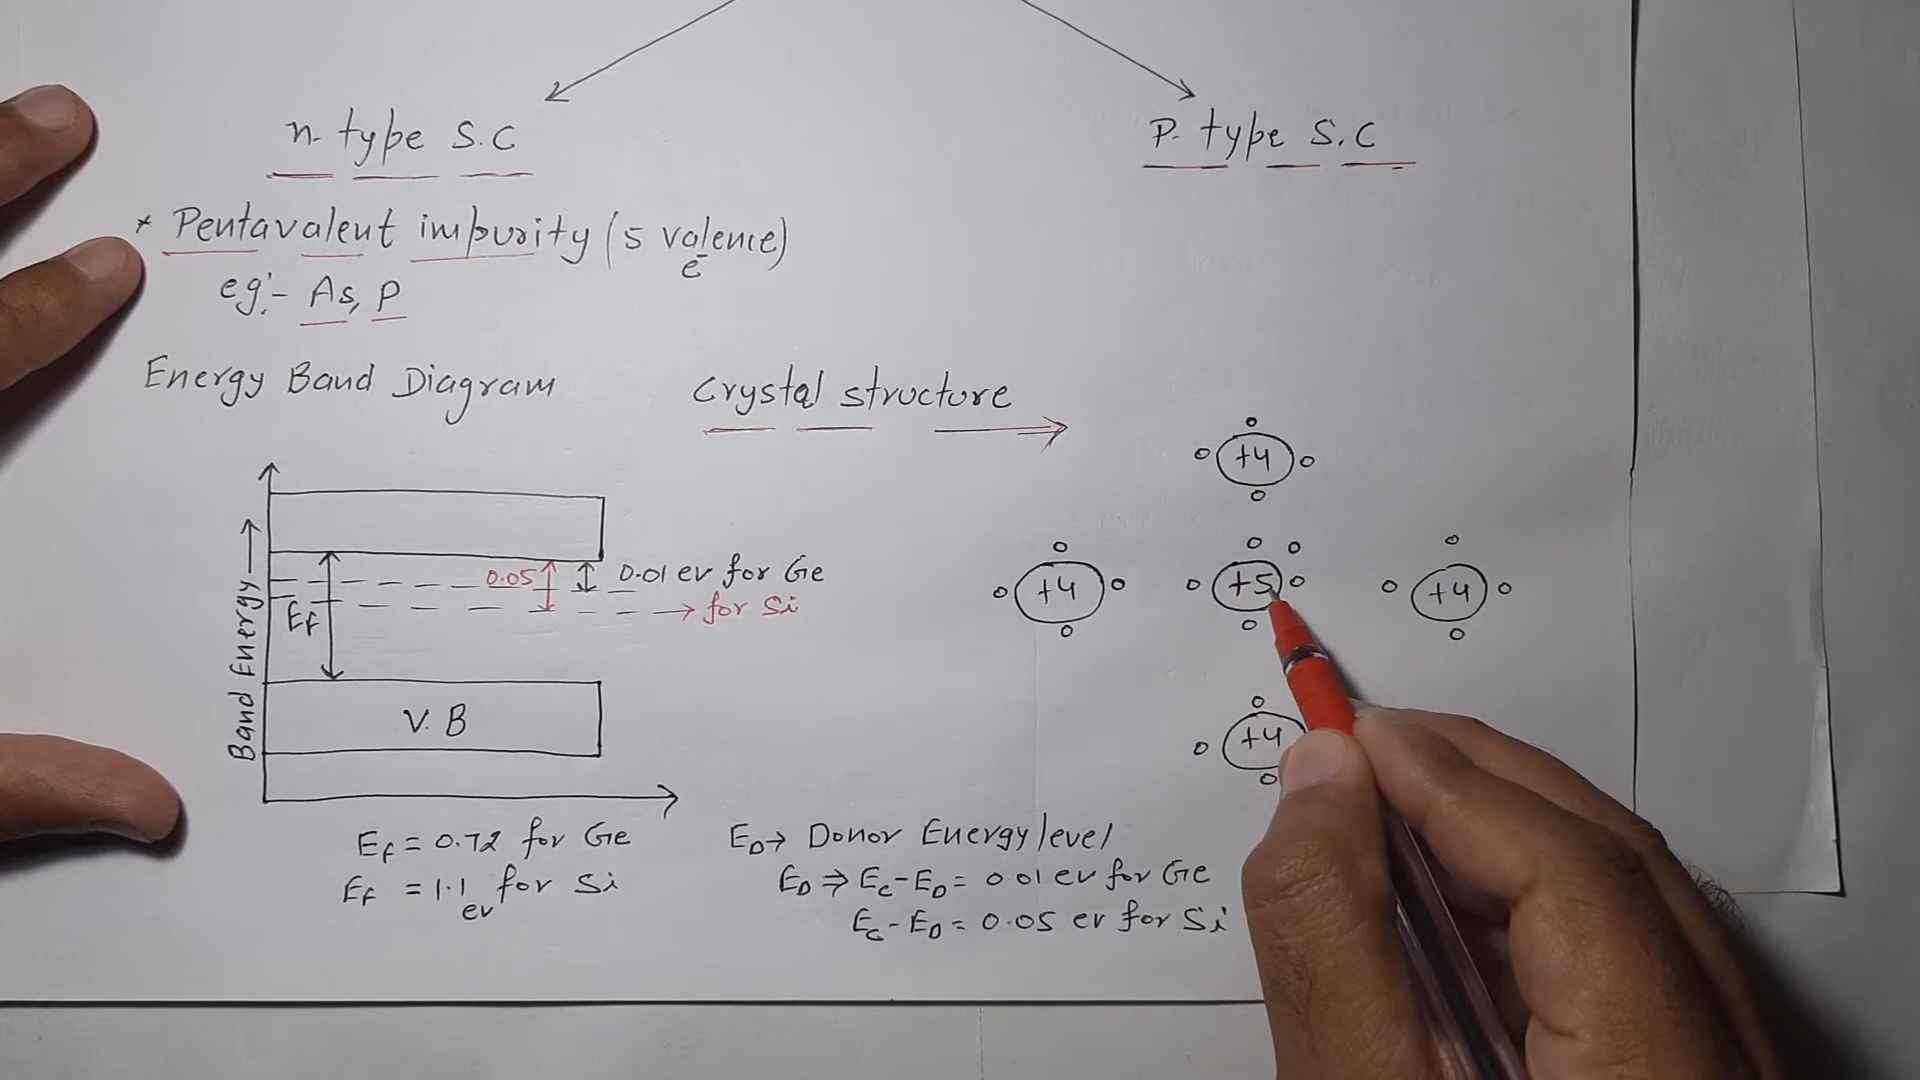 n-type S.C
P-type S.C
* Pentavalent impurity (5 valence)
e⁻
eg:- As, P
Energy Band Diagram
Crystal structure
+4
+4
+5
+4
+4
Band Energy →
0.05
0.01 ev for Ge
→ for Si
Ef
V.B
Ef = 0.72 for Ge
Ef = 1.1 for Si
ev
ED → Donor Energy level
ED ⇒ Ec-ED = 0.01 ev for Ge
Ec-ED = 0.05 ev for Si